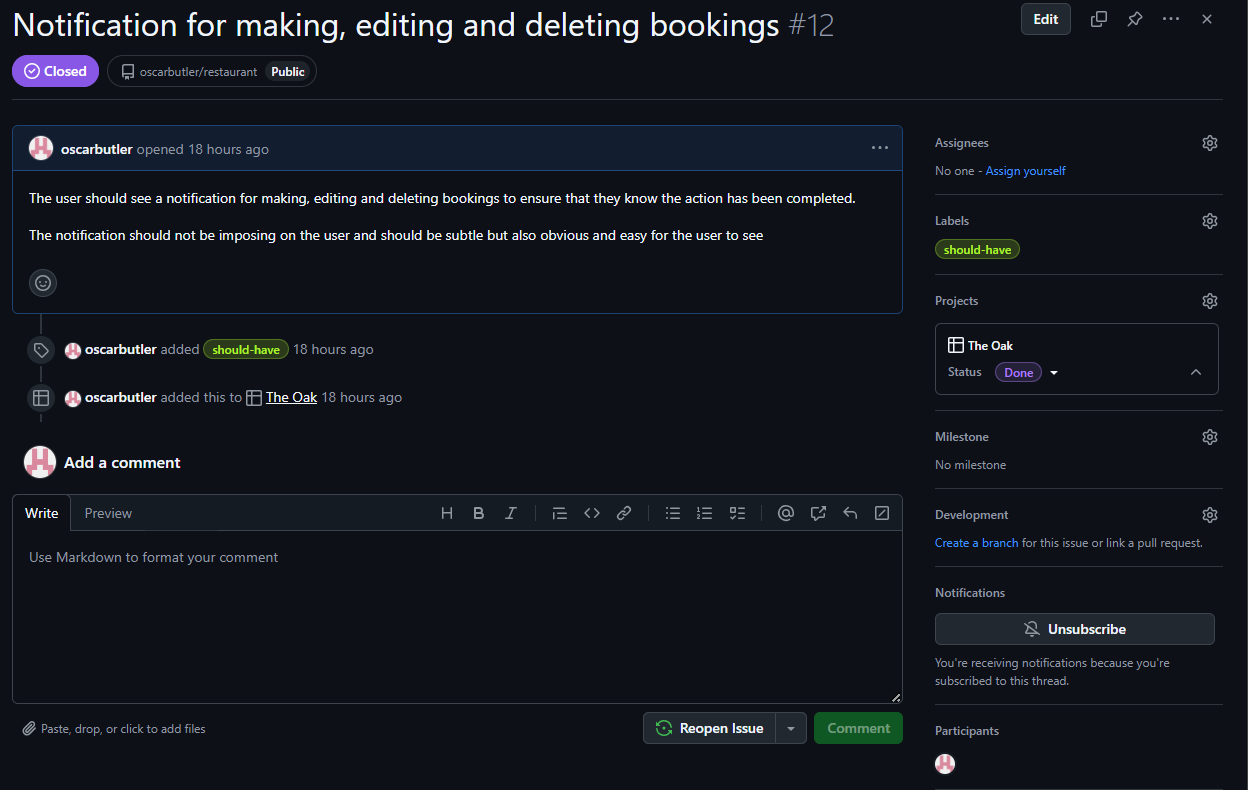 Notification for making, editing and deleting bookings #12
Edit
Closed
oscarbutler/restaurant Public
oscarbutler opened 18 hours ago
The user should see a notification for making, editing and deleting bookings to ensure that they know the action has been completed.
The notification should not be imposing on the user and should be subtle but also obvious and easy for the user to see
oscarbutler added should-have 18 hours ago
oscarbutler added this to The Oak 18 hours ago
Add a comment
Write Preview
Use Markdown to format your comment
Paste, drop, or click to add files
Reopen Issue
Comment
Assignees
No one - Assign yourself
Labels
should-have
Projects
The Oak
Status Done
Milestone
No milestone
Development
Create a branch for this issue or link a pull request.
Notifications
Unsubscribe
You're receiving notifications because you're
subscribed to this thread.
Participants